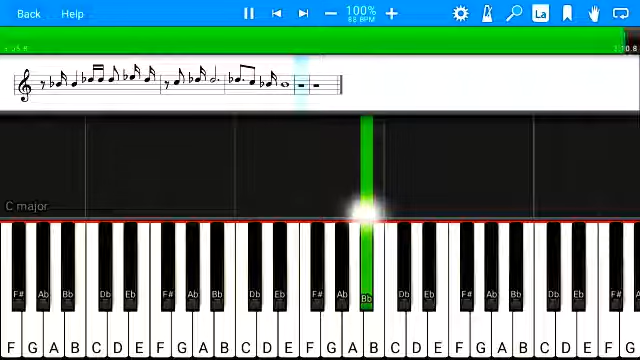 Back Help 100% La
88 BPM
C major
F# Ab Bb Db Eb F# Ab Bb Db Eb F# Ab Bb Db Eb F# Ab Bb Db Eb F#
F G A B C D E F G A B C D E F G A B C D E F G A B C D E F G